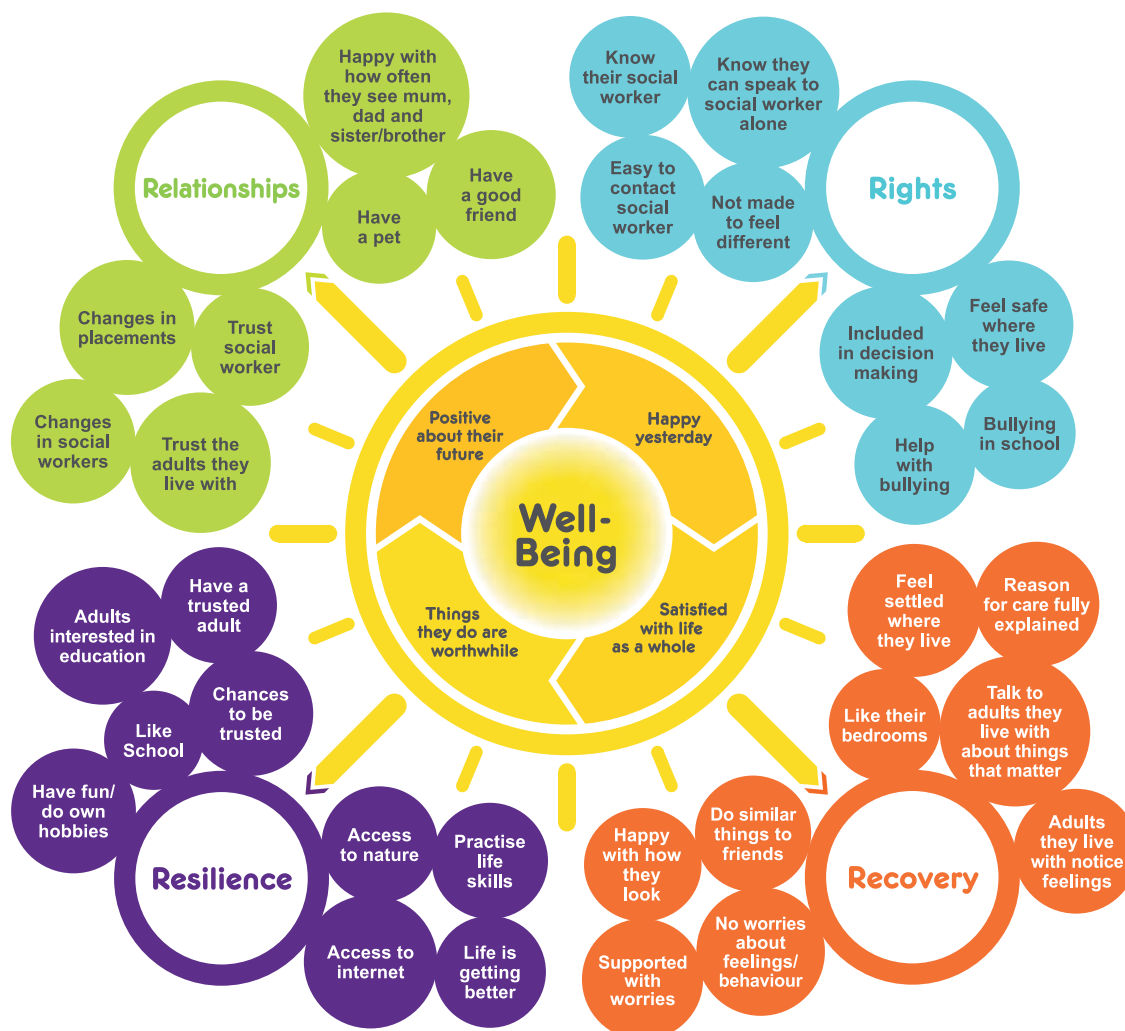 Relationships
Happy with
how often
they see mum,
dad and
sister/brother
Have
a good
friend
Have
a pet
Changes in
placements
Trust
social
worker
Changes
in social
workers
Trust the
adults they
live with
Rights
Know
their social
worker
Know they
can speak to
social worker
alone
Easy to
contact
social
worker
Not made
to feel
different
Included
in decision
making
Feel safe
where
they live
Help
with
bullying
Bullying
in school
Well-
Being
Positive
about their
future
Happy
yesterday
Things
they do are
worthwhile
Satisfied
with life
as a whole
Adults
interested in
education
Have a
trusted
adult
Like
School
Chances
to be
trusted
Have fun/
do own
hobbies
Resilience
Access
to nature
Practise
life
skills
Access to
internet
Life is
getting
better
Feel
settled
where
they live
Reason
for care fully
explained
Like their
bedrooms
Talk to
adults they
live with
about things
that matter
Recovery
Adults
they live
with notice
feelings
Happy
with how
they
look
Do similar
things to
friends
Supported
with
worries
No worries
about
feelings/
behaviour